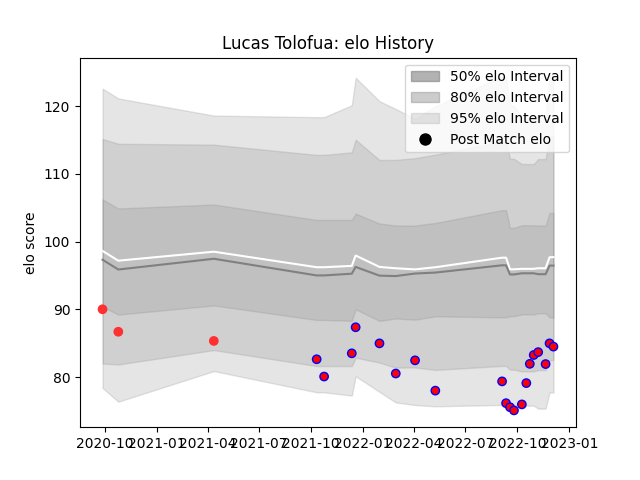 Lucas Tolofua: elo History
50% elo Interval
80% elo Interval
95% elo Interval
Post Match elo
elo score
120
110
100
90
80
2020-10 2021-01 2021-04 2021-07 2021-10 2022-01 2022-04 2022-07 2022-10 2023-01